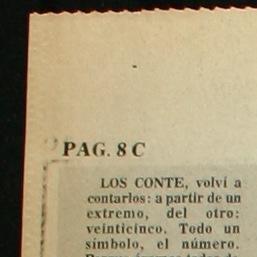 PAG. 8 C
LOS CONTE, volví a
contarlos: a partir de un
extremo, del otro:
veinticinco. Todo un
símbolo, el número.